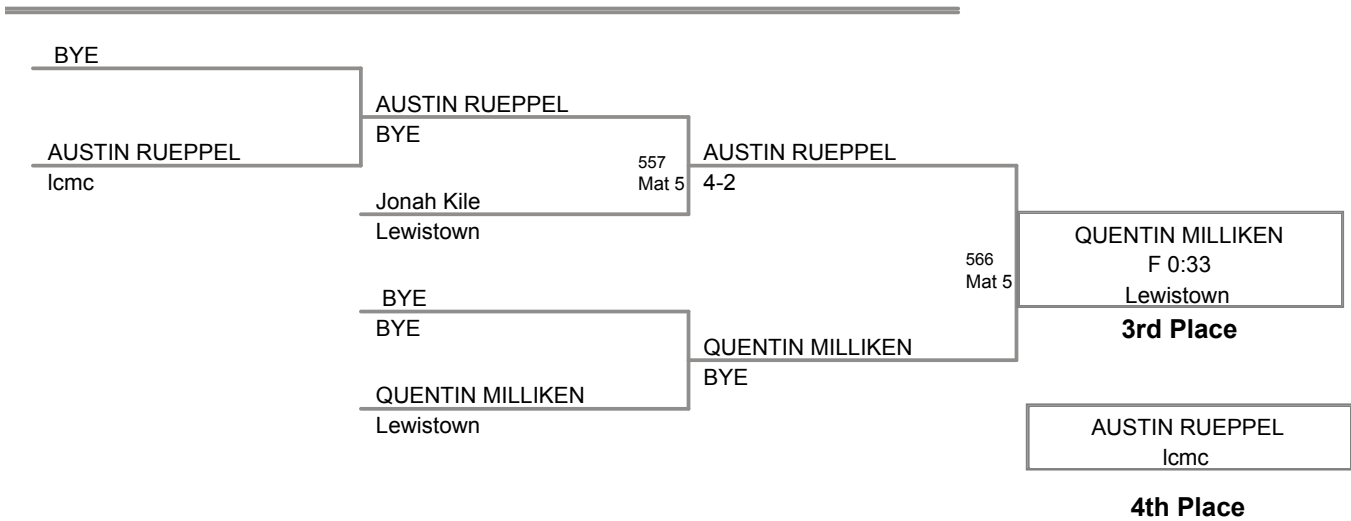 BYE
AUSTIN RUEPPEL
lcmc
AUSTIN RUEPPEL
BYE
Jonah Kile
Lewistown
557
Mat 5
BYE
BYE
QUENTIN MILLIKEN
Lewistown
AUSTIN RUEPPEL
4-2
QUENTIN MILLIKEN
BYE
566
Mat 5
QUENTIN MILLIKEN
F 0:33
Lewistown
3rd Place
AUSTIN RUEPPEL
lcmc
4th Place